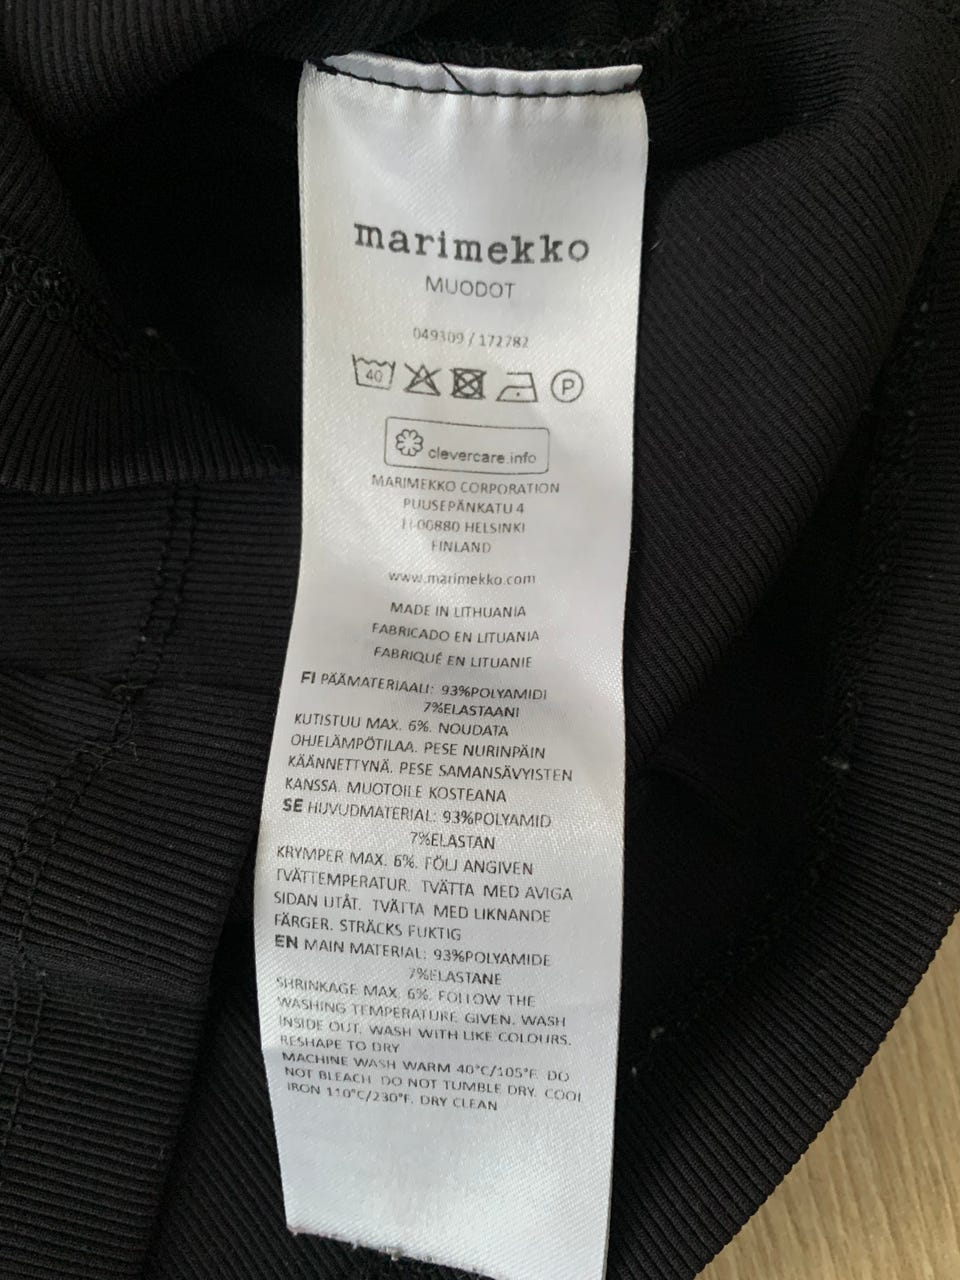 marimekko
MUODOT
049309 / 172782
40 P
clevercare.info
MARIMEKKO CORPORATION
PUUSEPÄNKATU 4
FI-00880 HELSINKI
FINLAND
www.marimekko.com
MADE IN LITHUANIA
FABRICADO EN LITUANIA
FABRIQUÉ EN LITUANIE
FI PÄÄMATERIAALI: 93%POLYAMIDI
7%ELASTAANI
KUTISTUU MAX. 6%. NOUDATA
OHJELÄMPÖTILAA. PESE NURINPÄIN
KÄÄNNETTYNÄ. PESE SAMANSÄVYISTEN
KANSSA. MUOTOILE KOSTEANA
SE HUVUDMATERIAL: 93%POLYAMID
7%ELASTAN
KRYMPER MAX. 6%. FÖLJ ANGIVEN
TVÄTTEMPERATUR. TVÄTTA MED AVIGA
SIDAN UTÅT. TVÄTTA MED LIKNANDE
FÄRGER. STRÄCKS FUKTIG
EN MAIN MATERIAL: 93%POLYAMIDE
7%ELASTANE
SHRINKAGE MAX. 6%. FOLLOW THE
WASHING TEMPERATURE GIVEN. WASH
INSIDE OUT. WASH WITH LIKE COLOURS.
RESHAPE TO DRY
MACHINE WASH WARM 40°C/105°F. DO
NOT BLEACH. DO NOT TUMBLE DRY. COOL
IRON 110°C/230°F. DRY CLEAN